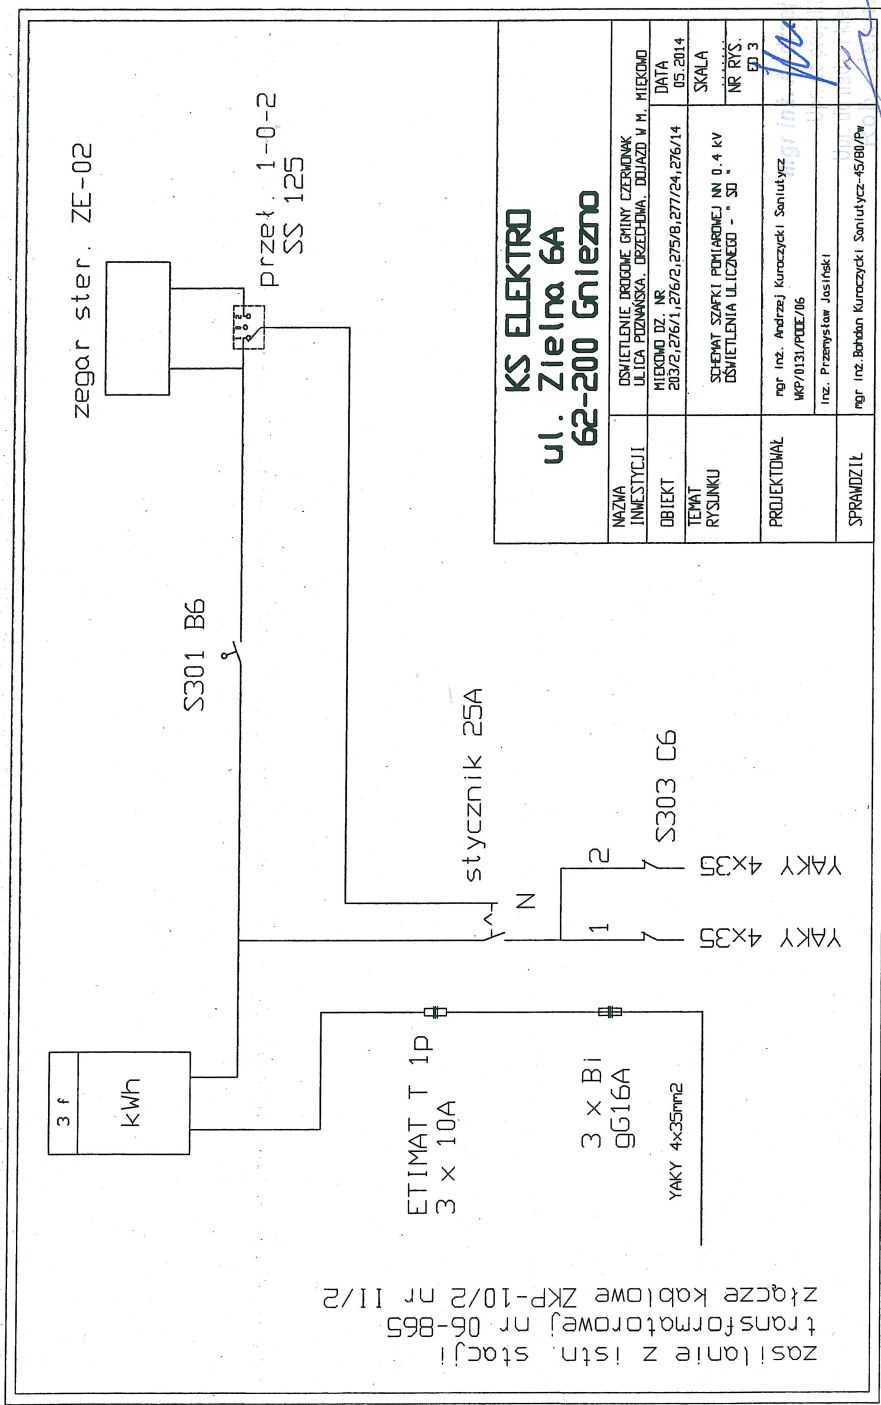 zegar ster. ZE-02
przeł. 1-0-2
SS 125
S301 B6
3 f
kWh
stycznik 25A
N
1
2
S303 C6
YAKY 4x35
YAKY 4x35
ETIMAT T 1p
3 x 10A
3 x Bi
gG16A
YAKY 4x35mm2
zasilanie z istn. stacji
transformatorowej nr 06-865
złącze kablowe ZKP-10/2 nr II/2
KS ELEKTRO
ul. Zielna 6A
62-200 Gniezno
NAZWA
INWESTYCJI
OŚWIETLENIE DROGOWE GMINY CZERWONAK
ULICA POZNAŃSKA, ORZECHOWA, DOJAZD W M. MIĘKOWO
OBIEKT
MIĘKOWO DZ. NR
203/2,276/1,276/2,275/8,277/24,276/14
DATA
05.2014
TEMAT
RYSUNKU
SCHEMAT SZAFKI POMIAROWEJ NN 0.4 kV
OŚWIETLENIA ULICZNEGO - " SO "
SKALA
NR RYS.
EO 3
PROJEKTOWAŁ
mgr inż. Andrzej Kuroczycki Saniutycz
WKP/0131/POOE/06
inż. Przemysław Jasiński
SPRAWDZIŁ
mgr inż. Bohdan Kuroczycki Saniutycz-45/80/Pw
mgr inż.